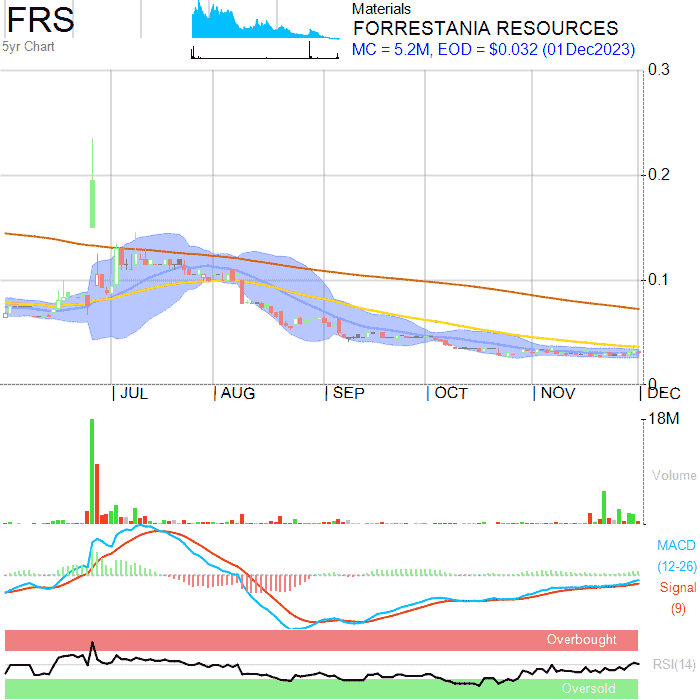 FRS
5yr Chart
Materials
FORRESTANIA RESOURCES
MC = 5.2M, EOD = $0.032 (01Dec2023)
0.3
0.2
0.1
0
JUL AUG SEP OCT NOV DEC
18M
Volume
MACD
(12-26)
Signal
(9)
Overbought
RSI(14)
Oversold